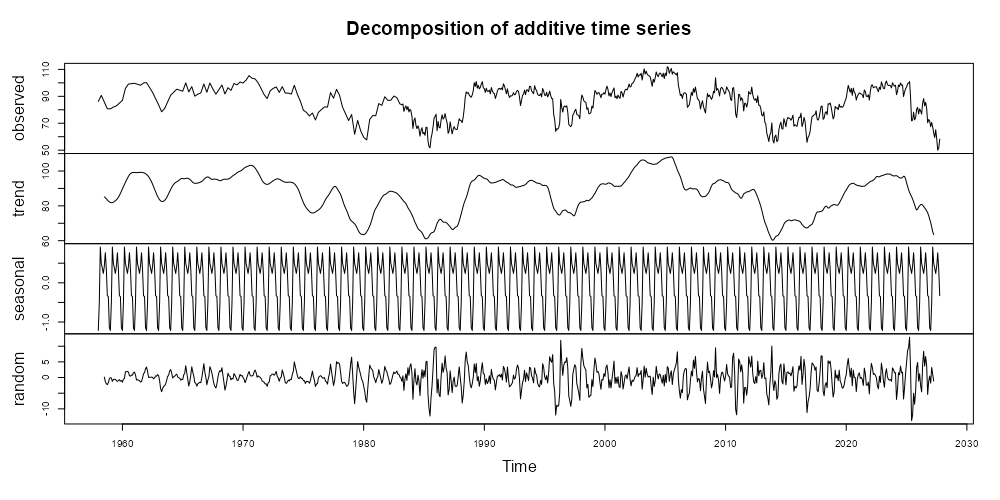 Decomposition of additive time series
observed
50 70 90 110
trend
60 80 100
seasonal
-1.0 0.0
random
-10 0 5
1960 1970 1980 1990 2000 2010 2020 2030
Time